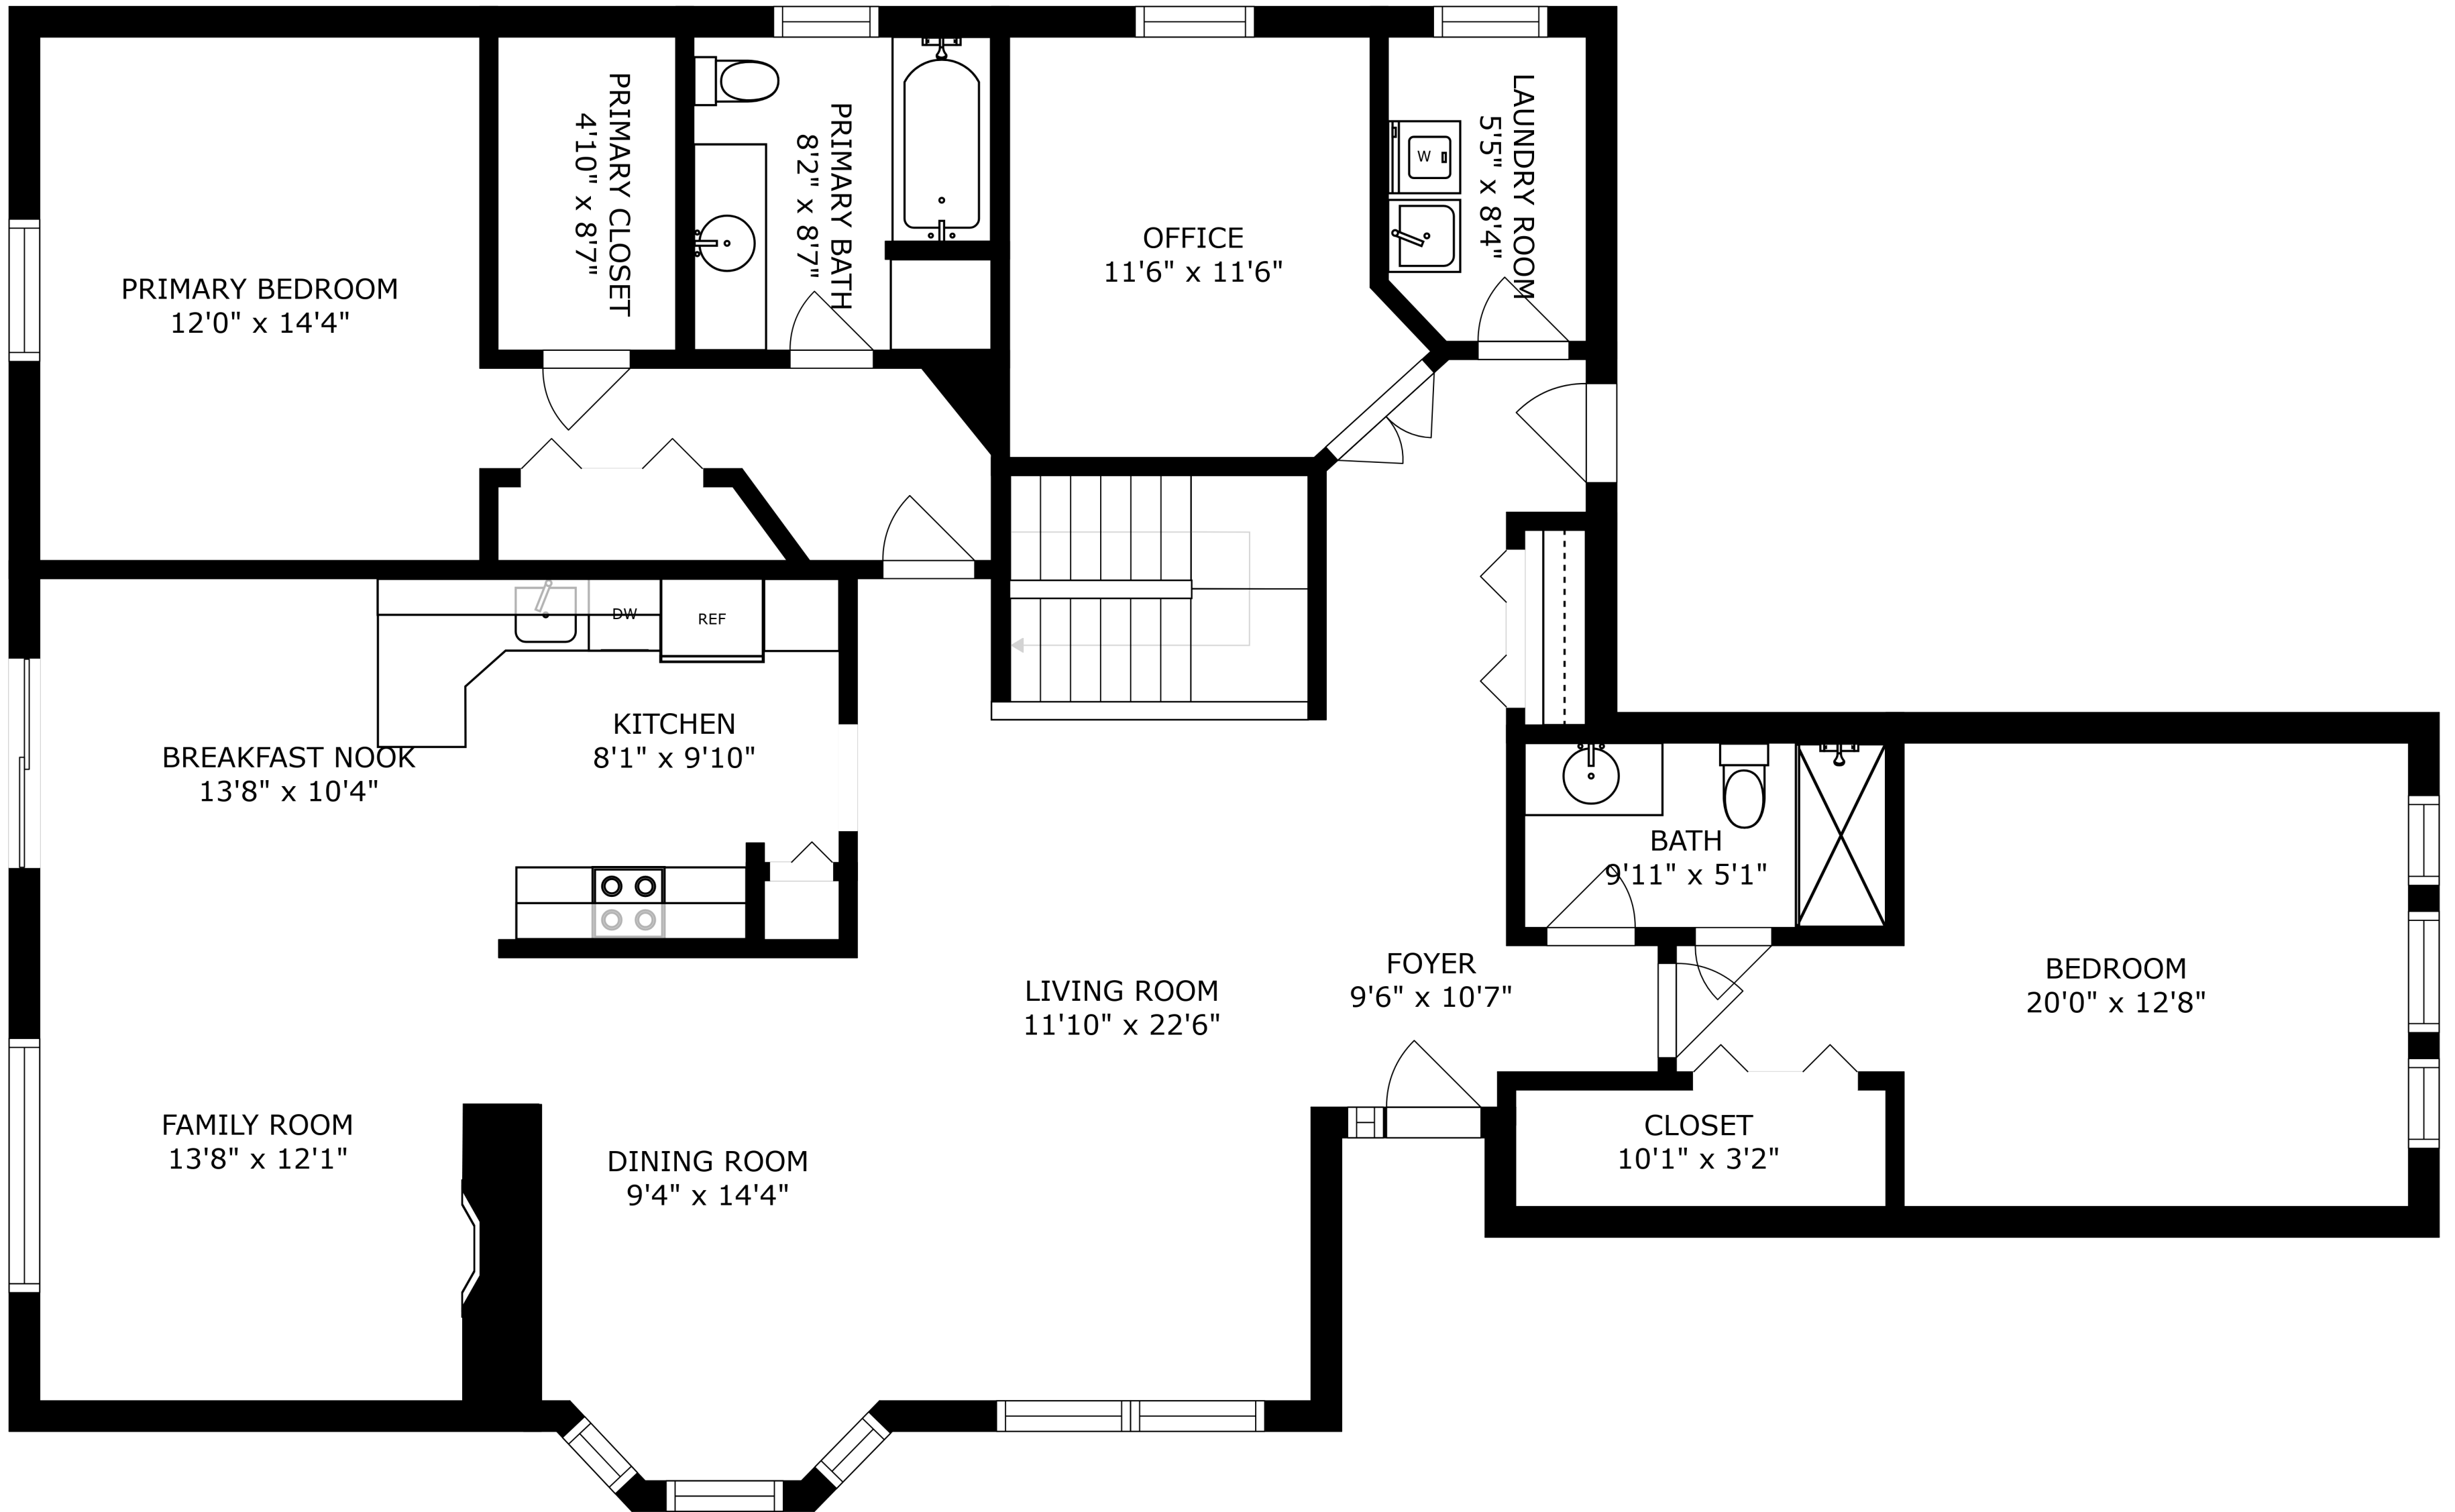 PRIMARY CLOSET
4'10" x 8'7"
PRIMARY BATH
8'2" x 8'7"
LAUNDRY ROOM
5'5" x 8'4"
W
OFFICE
11'6" x 11'6"
PRIMARY BEDROOM
12'0" x 14'4"
DW
REF
KITCHEN
8'1" x 9'10"
BREAKFAST NOOK
13'8" x 10'4"
BATH
9'11" x 5'1"
FOYER
9'6" x 10'7"
BEDROOM
20'0" x 12'8"
LIVING ROOM
11'10" x 22'6"
FAMILY ROOM
13'8" x 12'1"
CLOSET
10'1" x 3'2"
DINING ROOM
9'4" x 14'4"